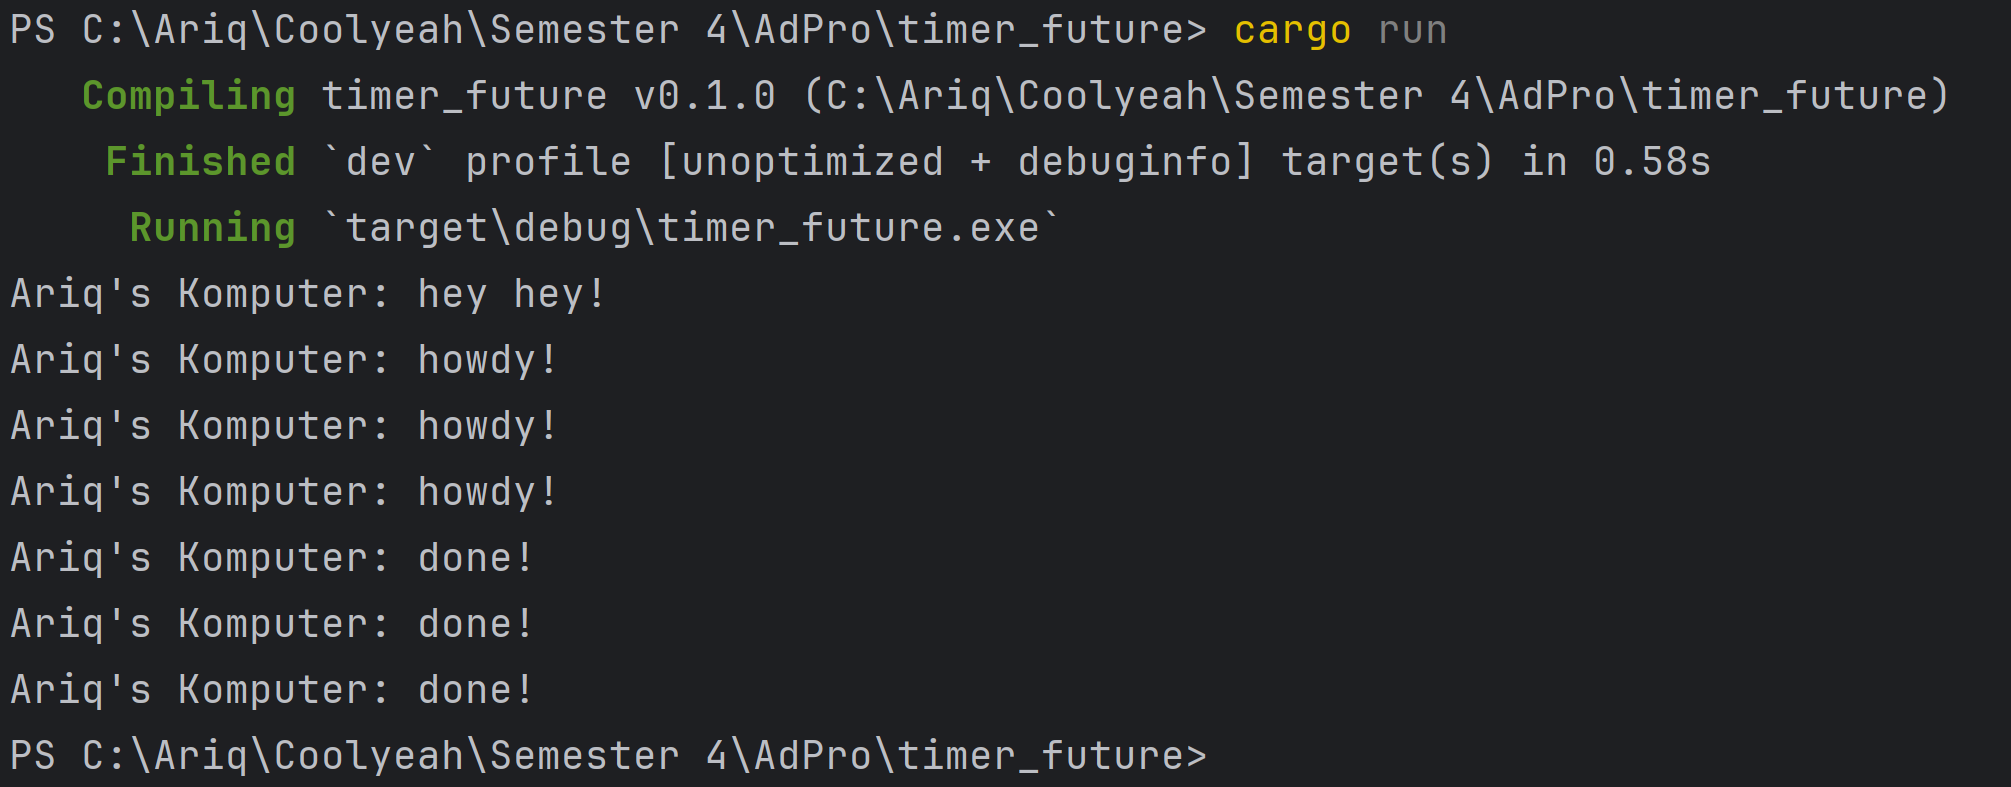 PS C:\Ariq\Coolyeah\Semester 4\AdPro\timer_future> cargo run
Compiling timer_future v0.1.0 (C:\Ariq\Coolyeah\Semester 4\AdPro\timer_future)
Finished `dev` profile [unoptimized + debuginfo] target(s) in 0.58s
Running `target\debug\timer_future.exe`
Ariq's Komputer: hey hey!
Ariq's Komputer: howdy!
Ariq's Komputer: howdy!
Ariq's Komputer: howdy!
Ariq's Komputer: done!
Ariq's Komputer: done!
Ariq's Komputer: done!
PS C:\Ariq\Coolyeah\Semester 4\AdPro\timer_future>